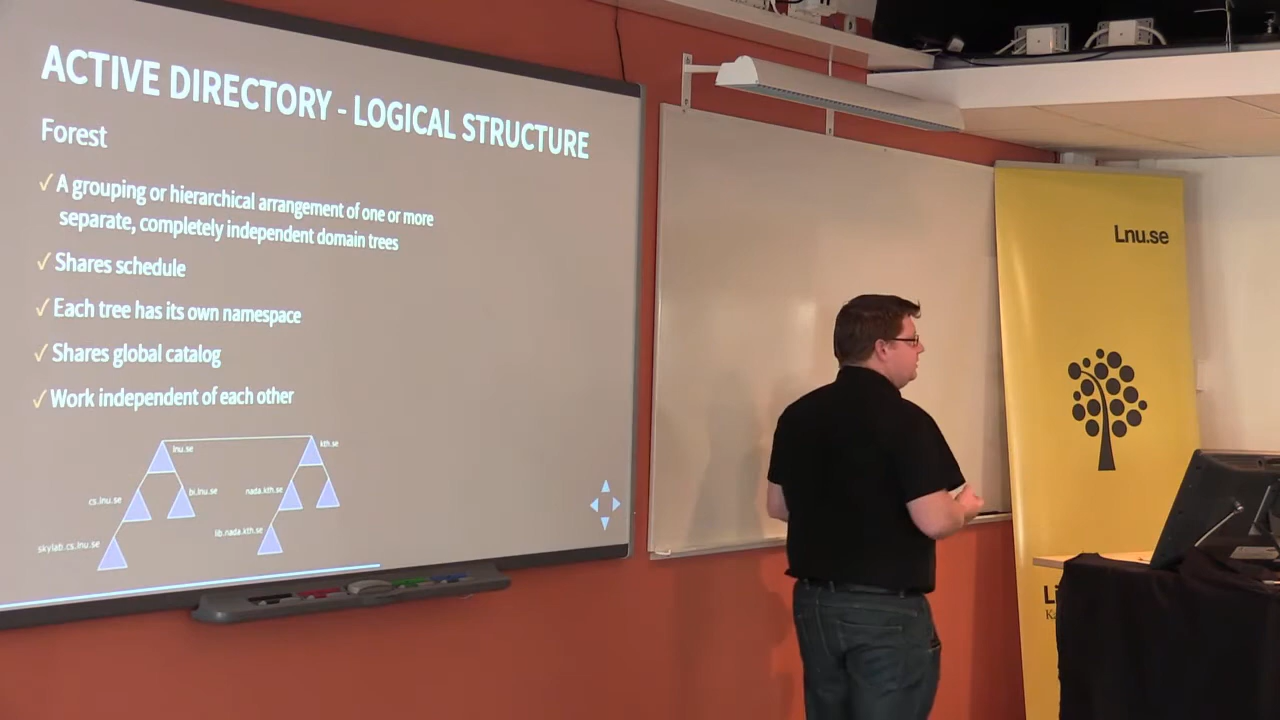 ACTIVE DIRECTORY - LOGICAL STRUCTURE
Forest
✓ A grouping or hierarchical arrangement of one or more
separate, completely independent domain trees
✓ Shares schedule
✓ Each tree has its own namespace
✓ Shares global catalog
✓ Work independent of each other
lnu.se
kth.se
cs.lnu.se
bi.lnu.se
nada.kth.se
skylab.cs.lnu.se
lib.nada.kth.se
Lnu.se